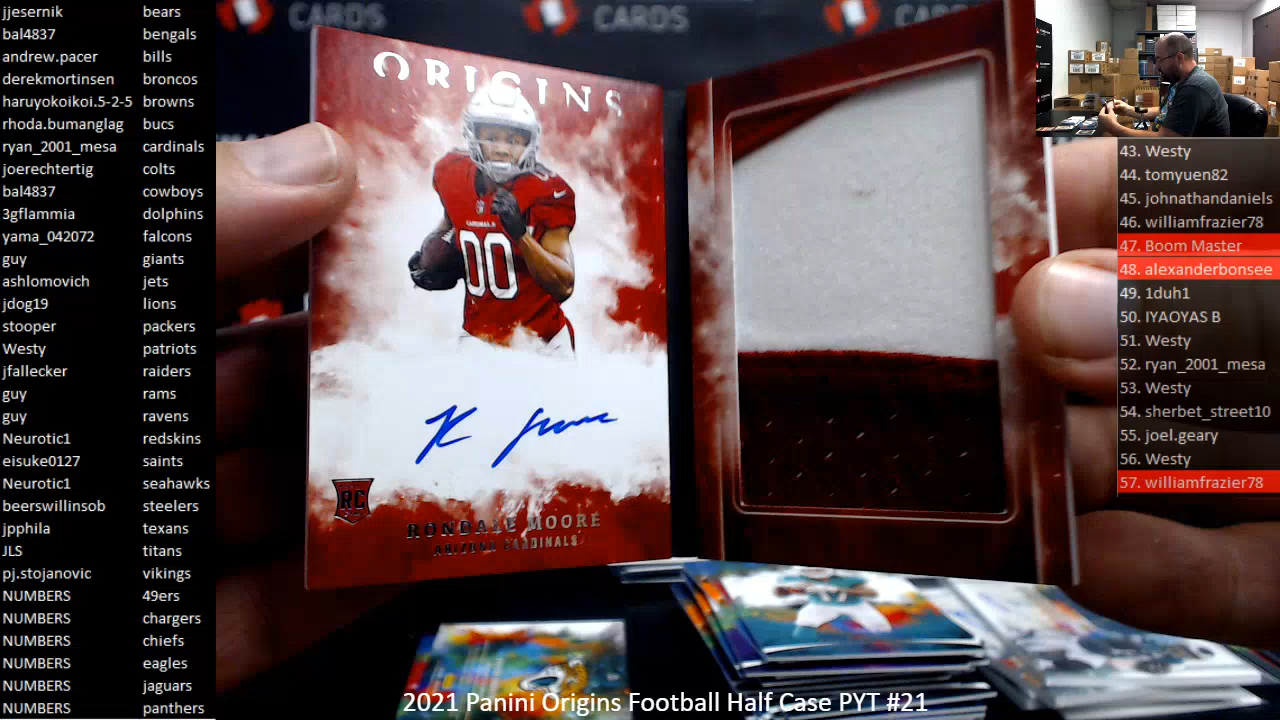 jjesernik bears
bal4837 bengals
andrew.pacer bills
derekmortinsen broncos
haruyokoikoi.5-2-5 browns
rhoda.bumanglag bucs
ryan_2001_mesa cardinals
joerechtertig colts
bal4837 cowboys
3gflammia dolphins
yama_042072 falcons
guy giants
ashlomovich jets
jdog19 lions
stooper packers
Westy patriots
jfallecker raiders
guy rams
guy ravens
Neurotic1 redskins
eisuke0127 saints
Neurotic1 seahawks
beerswillinsob steelers
jpphila texans
JLS titans
pj.stojanovic vikings
NUMBERS 49ers
NUMBERS chargers
NUMBERS chiefs
NUMBERS eagles
NUMBERS jaguars
NUMBERS panthers
CARDS
CARDS
ORIGINS
00
RC
RONDALE MOORE
ARIZONA CARDINALS
43. Westy
44. tomyuen82
45. johnathandaniels
46. williamfrazier78
47. Boom Master
48. alexanderbonsee
49. 1duh1
50. IYAOYAS B
51. Westy
52. ryan_2001_mesa
53. Westy
54. sherbet_street10
55. joel.geary
56. Westy
57. williamfrazier78
2021 Panini Origins Football Half Case PYT #21